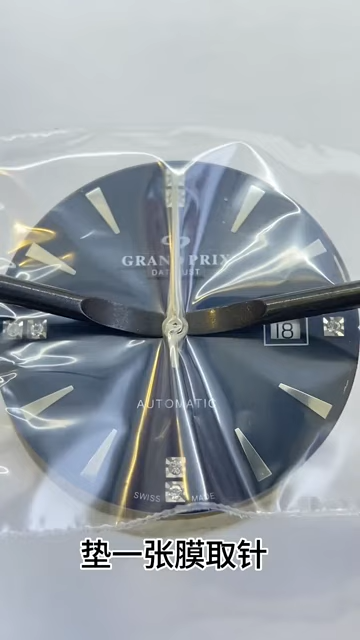 GRAND PRIX
DATEJUST
18
AUTOMATIC
SWISS MADE
垫一张膜取针